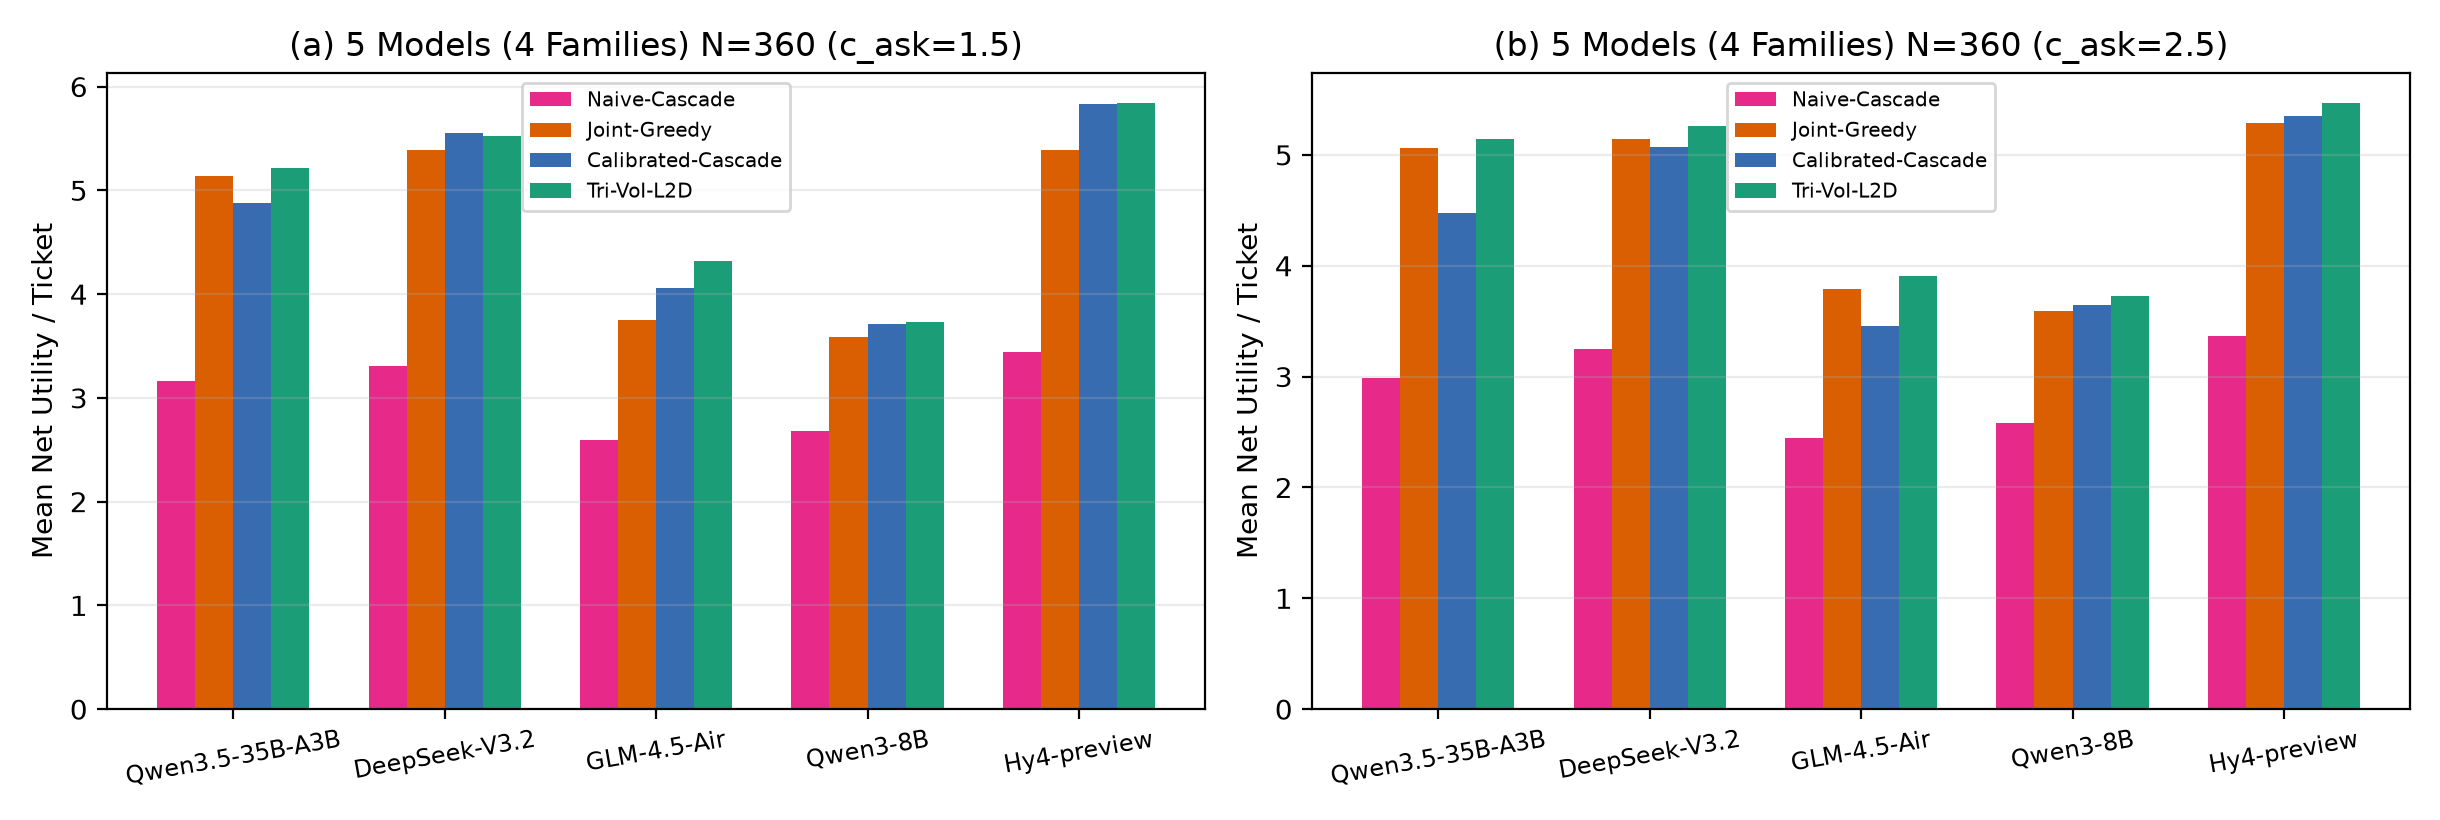 (a) 5 Models (4 Families) N=360 (c_ask=1.5)
Mean Net Utility / Ticket
6
5
4
3
2
1
0
Naive-Cascade
Joint-Greedy
Calibrated-Cascade
Tri-VoI-L2D
Qwen3.5-35B-A3B
DeepSeek-V3.2
GLM-4.5-Air
Qwen3-8B
Hy4-preview
(b) 5 Models (4 Families) N=360 (c_ask=2.5)
Mean Net Utility / Ticket
5
4
3
2
1
0
Naive-Cascade
Joint-Greedy
Calibrated-Cascade
Tri-VoI-L2D
Qwen3.5-35B-A3B
DeepSeek-V3.2
GLM-4.5-Air
Qwen3-8B
Hy4-preview